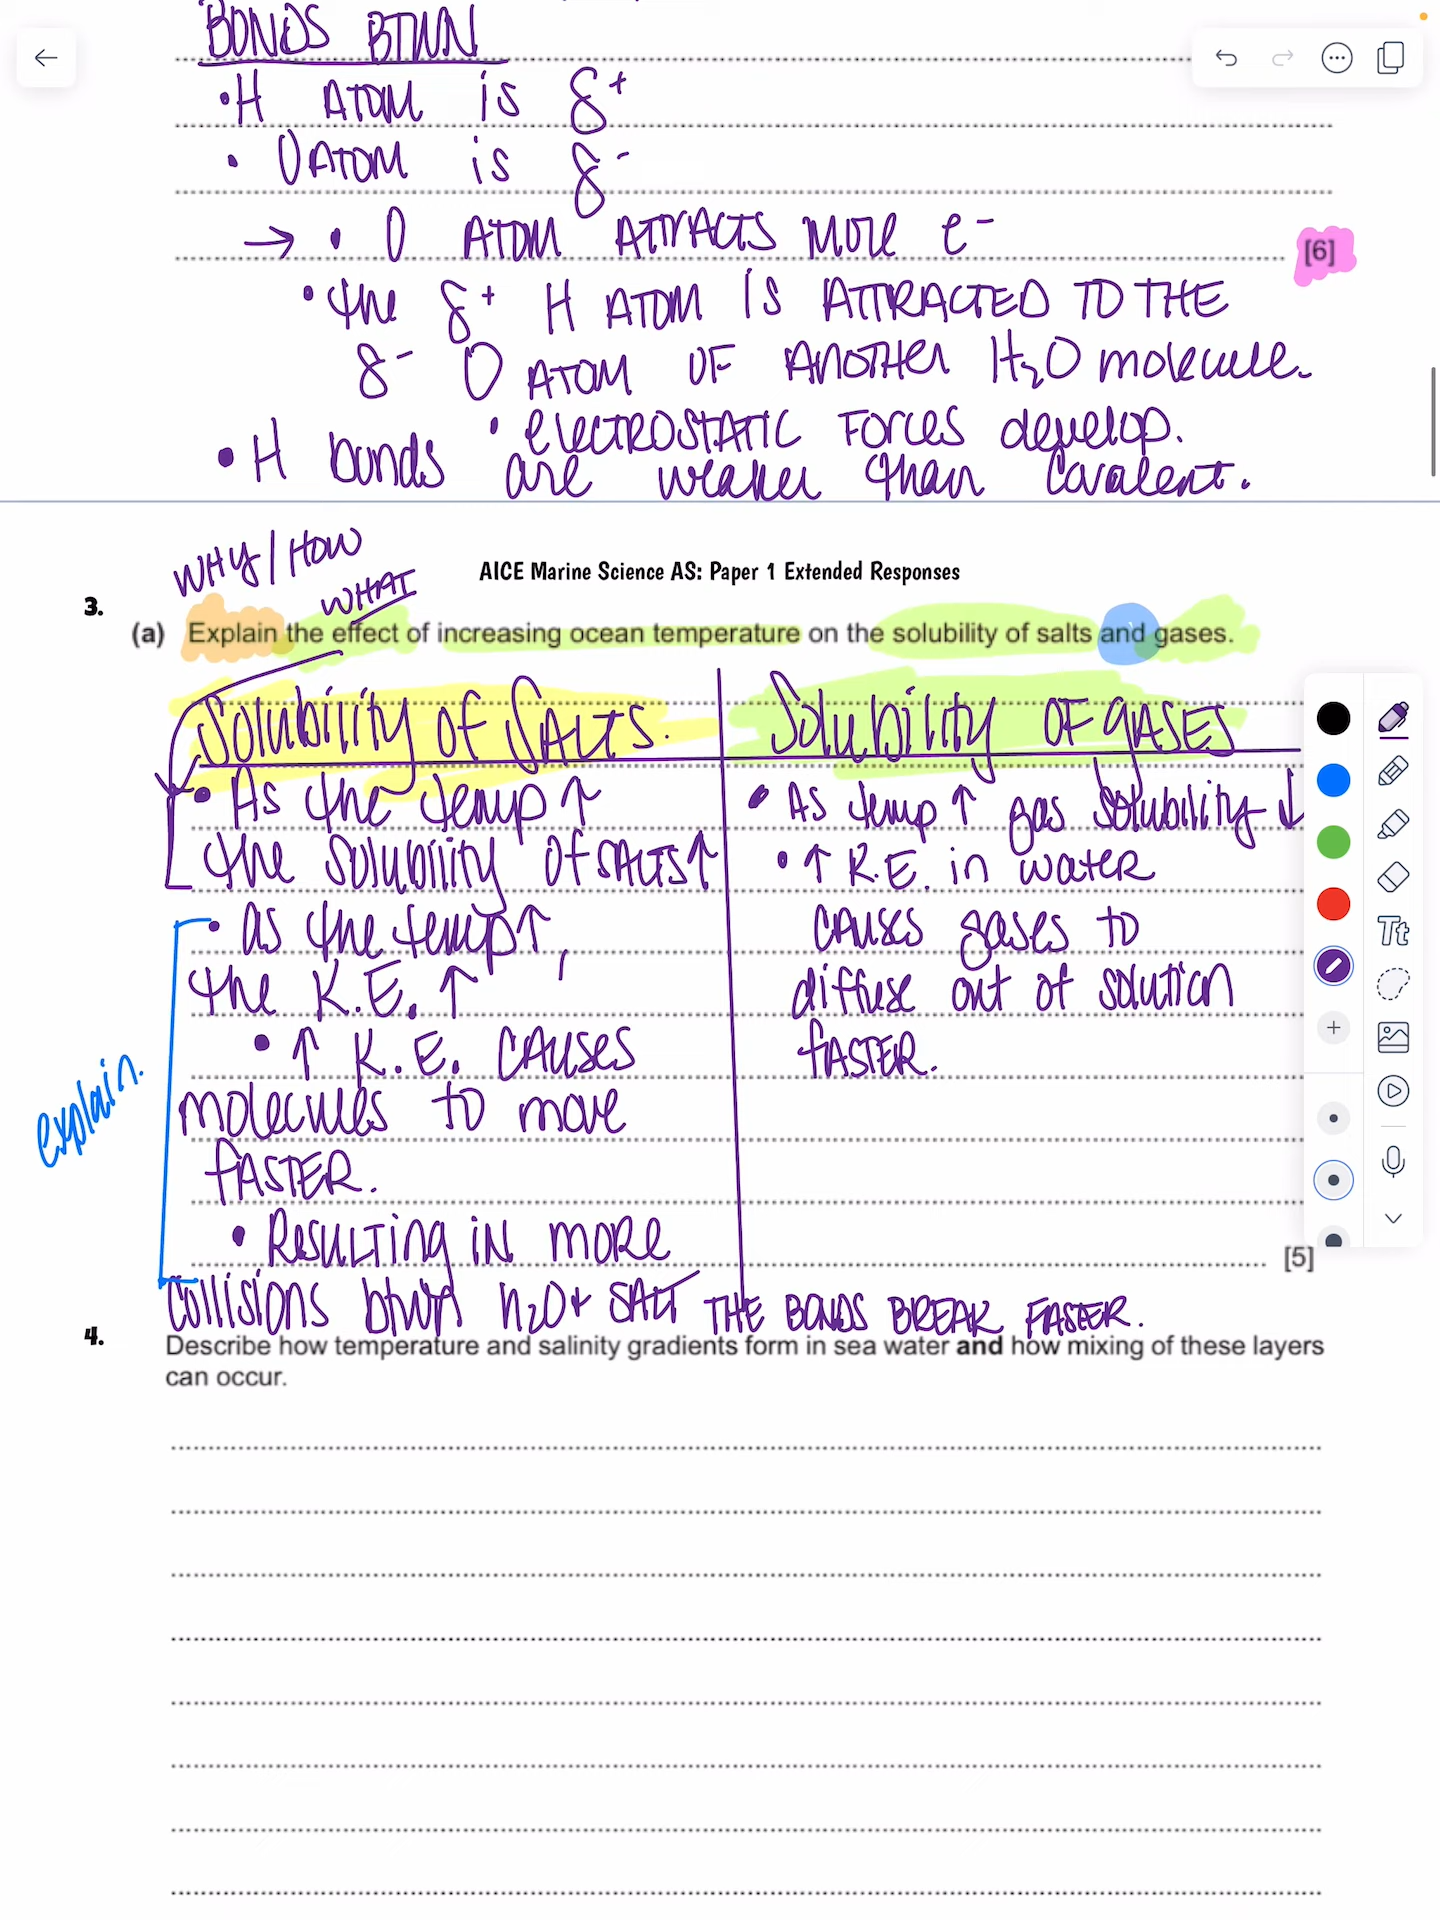 BONDS BTWN
• H ATOM is δ+
• O ATOM is δ-
→ • O ATOM ATTRACTS MORE e-
[6]
• the δ+ H ATOM IS ATTRACTED TO THE
δ- O ATOM OF ANOTHER H₂O molecule.
• electrostatic forces develop.
• H bonds are weaker than covalent.
WHY/HOW
WHAT
AICE Marine Science AS: Paper 1 Extended Responses
3.
(a) Explain the effect of increasing ocean temperature on the solubility of salts and gases.
Solubility of SALTS.
• As the temp ↑
the solubility of SALTS ↑
• as the temp ↑,
the K.E. ↑
• ↑ K.E. CAUSES
molecules to move
FASTER.
• RESULTING IN MORE
collisions btwn h₂O + SALT THE BONDS BREAK FASTER.
explain.
Solubility OF gASES
• AS temp ↑ gas solubility ↓
• ↑ K.E. in water
CAUSES gases to
diffuse out of solution
FASTER.
[5]
4.
Describe how temperature and salinity gradients form in sea water and how mixing of these layers
can occur.
Tt